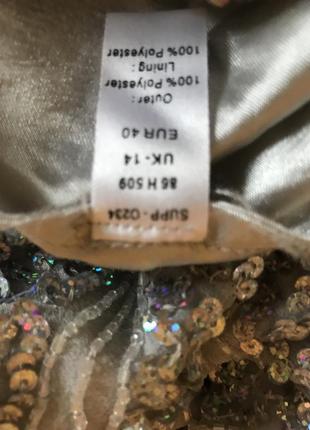 SUPP - 0234
86 H 509
UK - 14
EUR 40
Outer:
100% Polyester
Lining:
100% Polyester